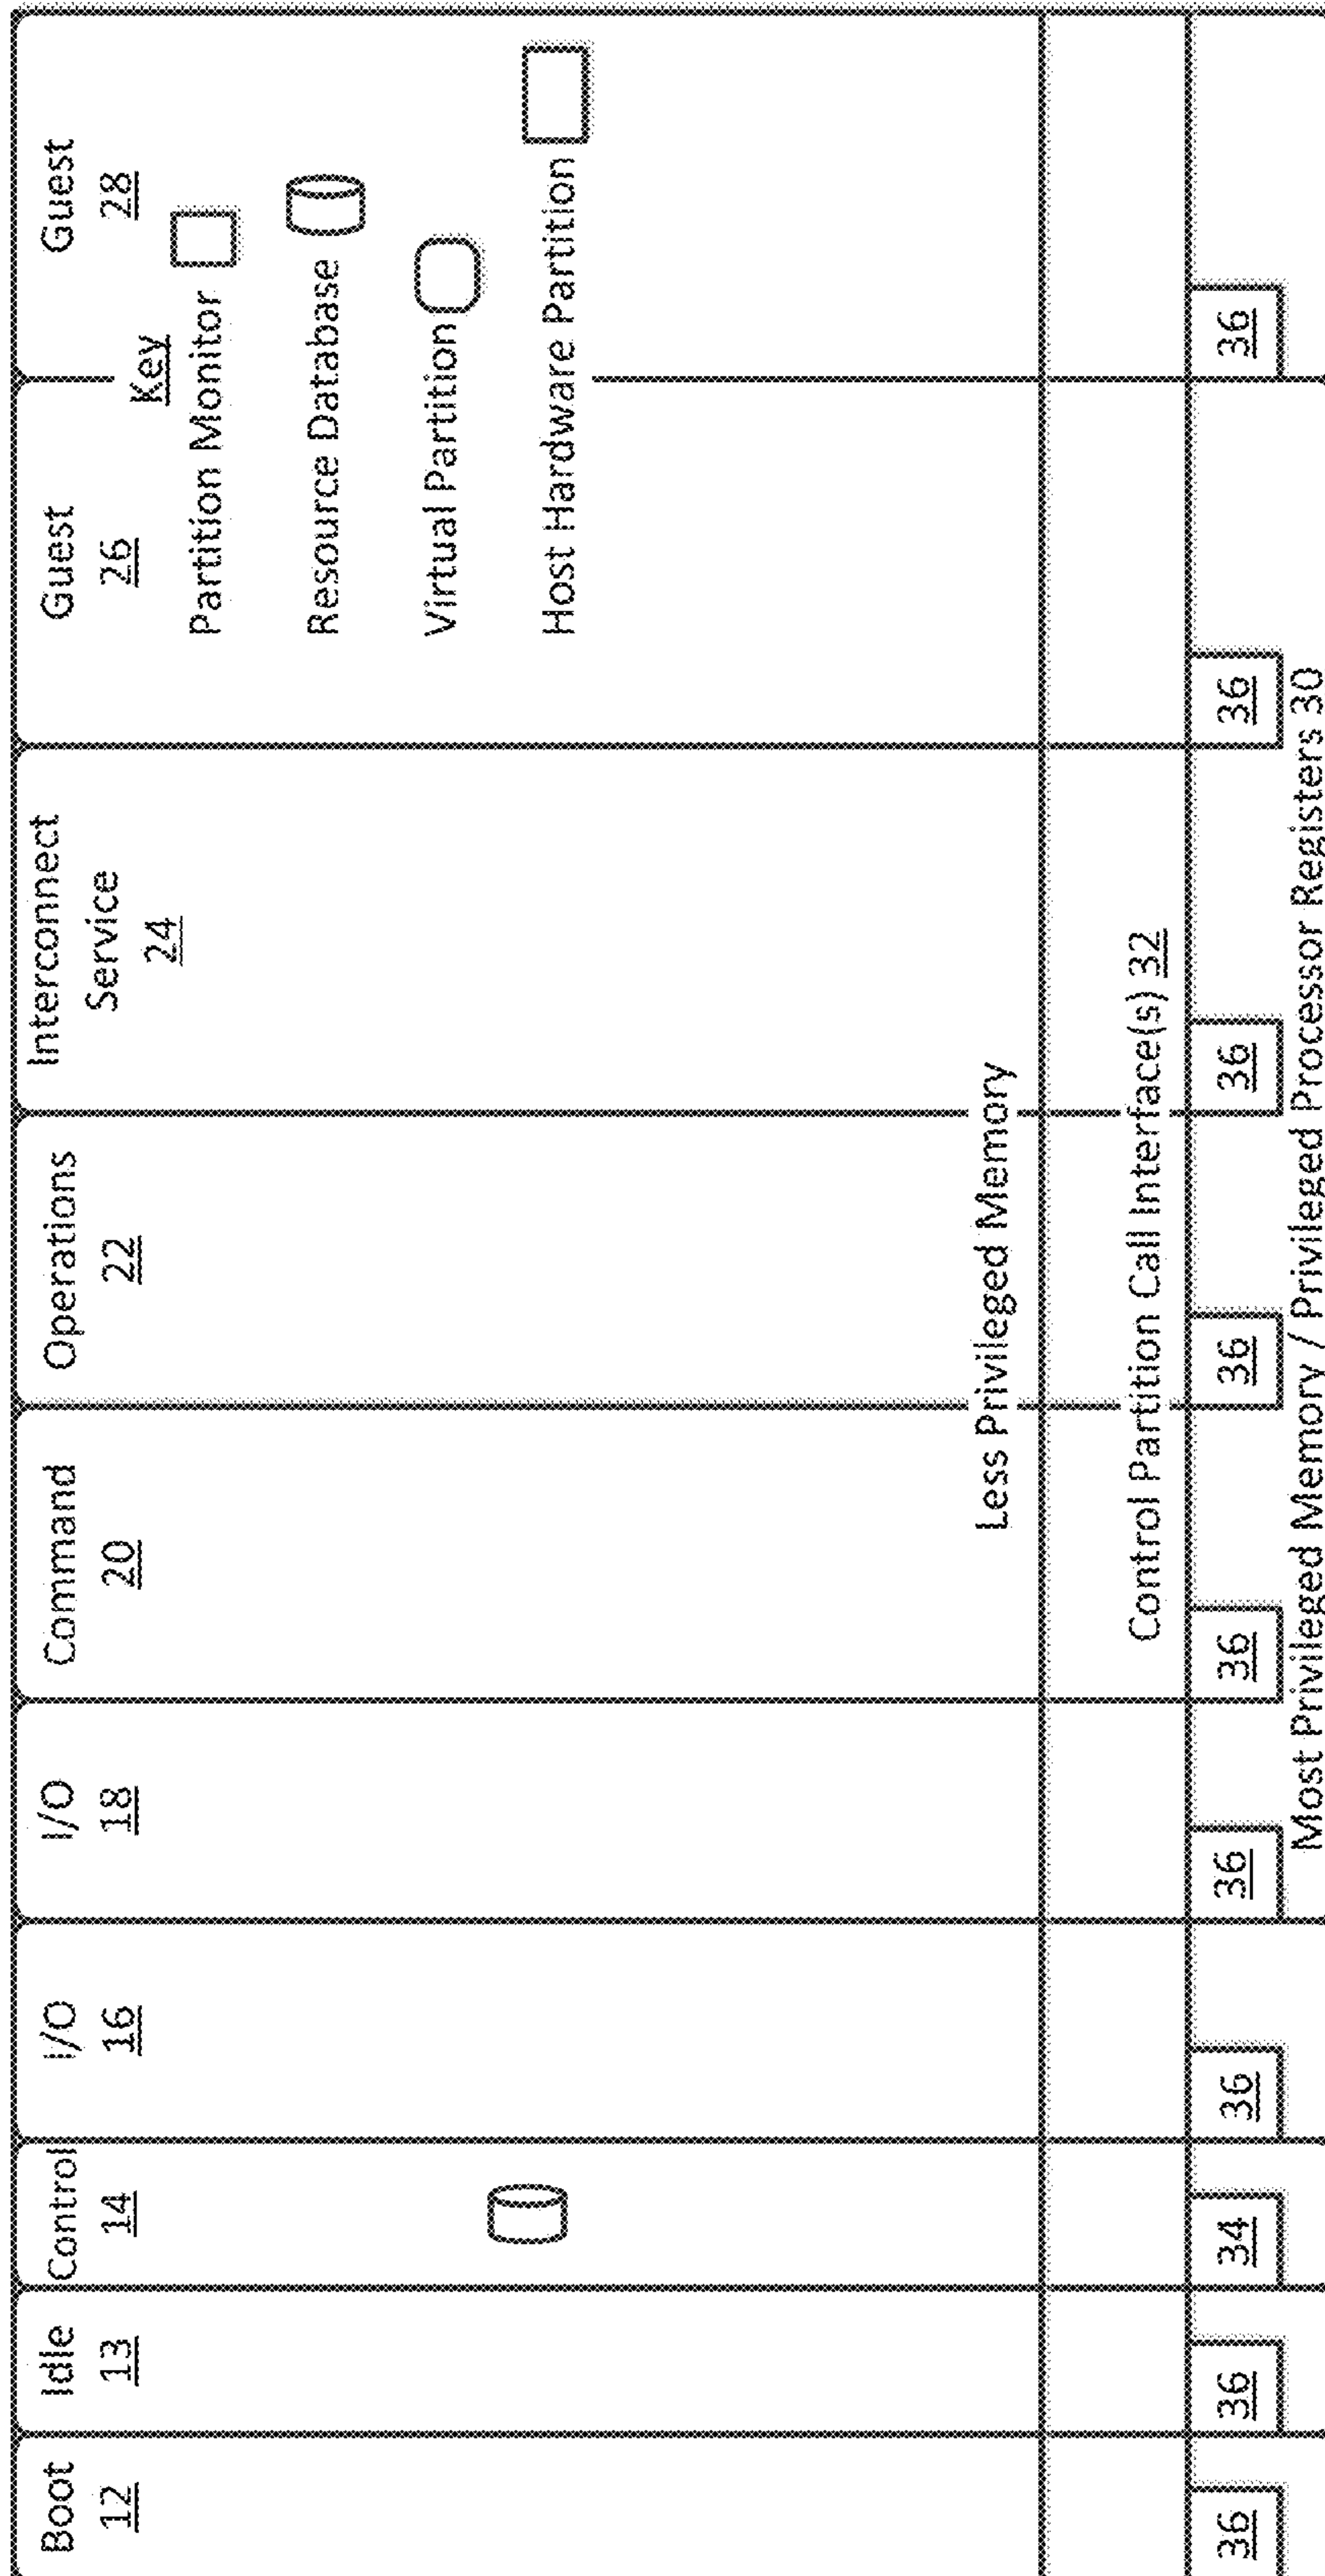 Boot
12
Idle
13
Control
14
I/O
16
I/O
18
Command
20
Operations
22
Interconnect
Service
24
Guest
26
Guest
28
Key
Partition Monitor
Resource Database
Virtual Partition
Host Hardware Partition
Less Privileged Memory
Control Partition Call Interface(s) 32
36
36
34
36
36
36
36
36
36
36
Most Privileged Memory / Privileged Processor Registers 30